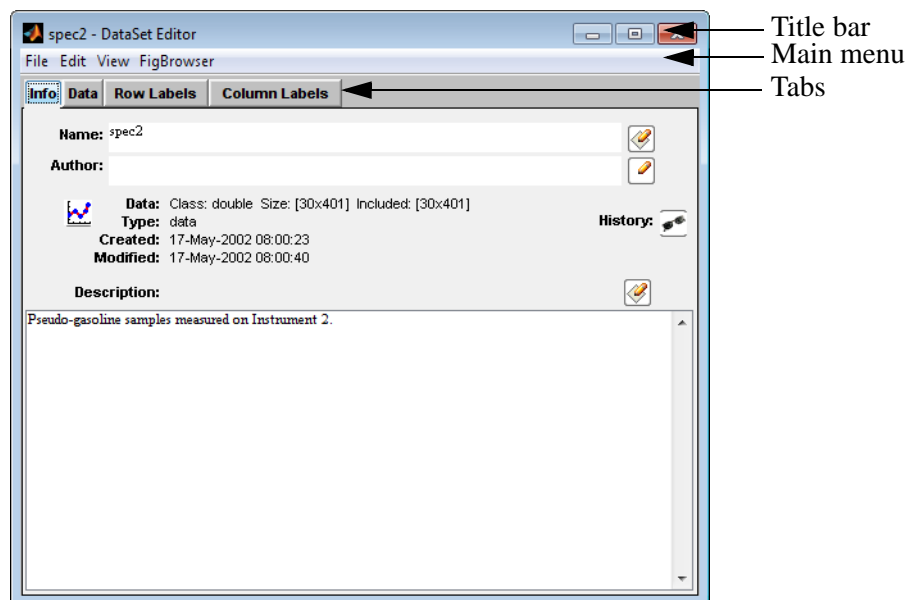 spec2 - DataSet Editor
Title bar
File Edit View FigBrowser
Main menu
Info Data Row Labels Column Labels
Tabs
Name: spec2
Author:
Data: Class: double Size: [30x401] Included: [30x401]
Type: data
History:
Created: 17-May-2002 08:00:23
Modified: 17-May-2002 08:00:40
Description:
Pseudo-gasoline samples measured on Instrument 2.